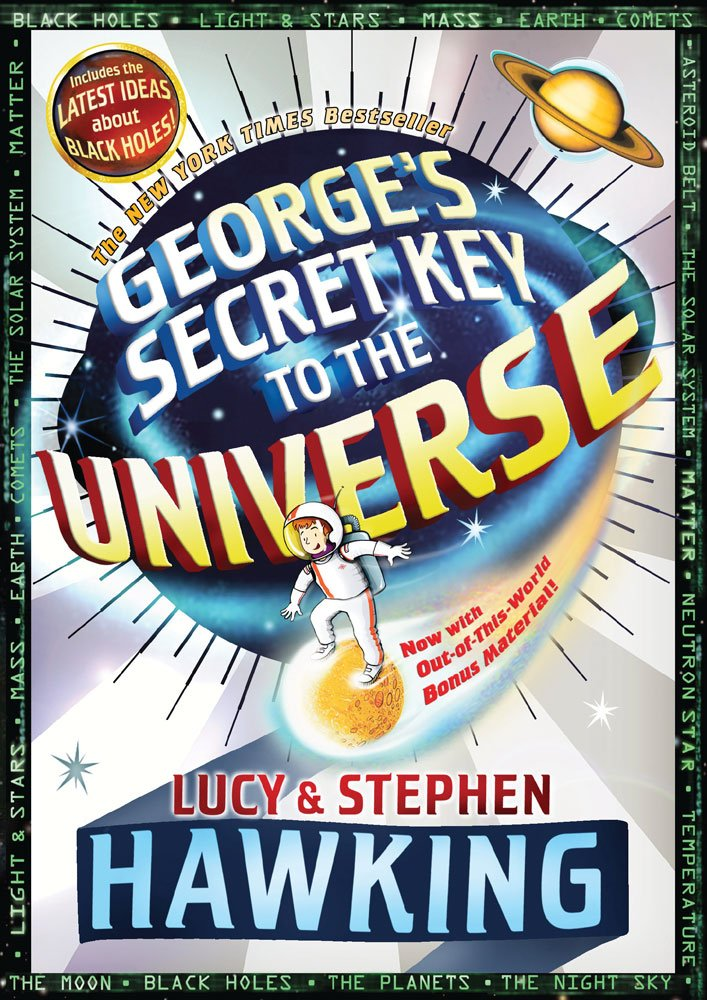 BLACK HOLES • LIGHT & STARS • MASS • EARTH • COMETS
• ASTEROID BELT • THE SOLAR SYSTEM • MATTER • NEUTRON STAR • TEMPERATURE
• LIGHT & STARS • MASS • EARTH • COMETS • THE SOLAR SYSTEM • MATTER •
Includes the
LATEST IDEAS
about
BLACK HOLES!
The NEW YORK TIMES Bestseller
GEORGE'S
SECRET KEY
TO THE
UNIVERSE
Now with
Out-of-This-World
Bonus Material!
LUCY & STEPHEN
HAWKING
THE MOON • BLACK HOLES • THE PLANETS • THE NIGHT SKY •